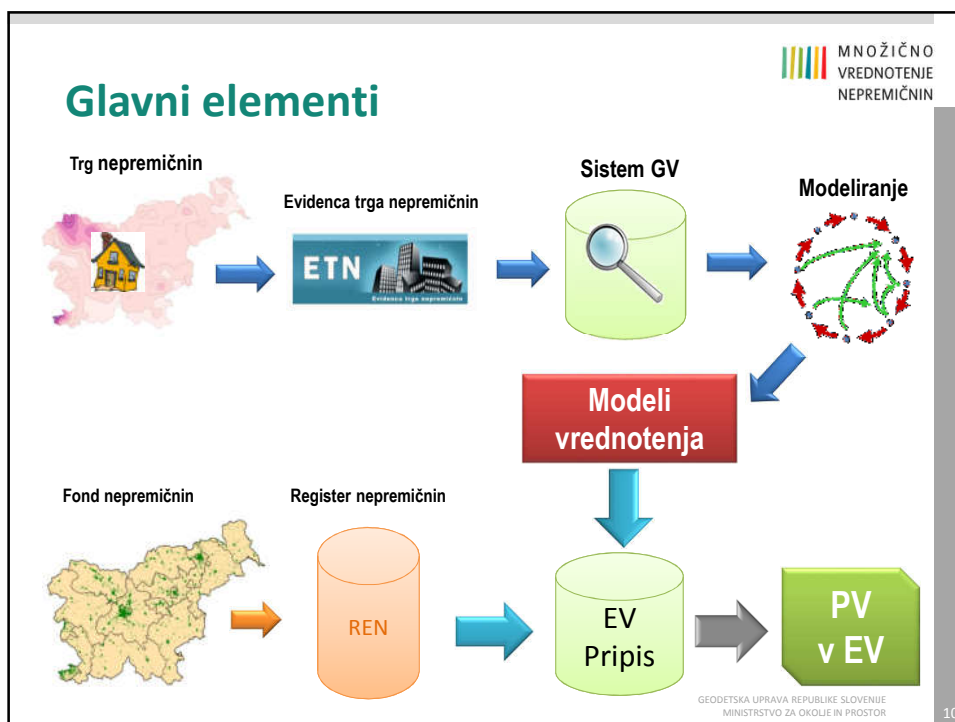 MNOŽIČNO
VREDNOTENJE
NEPREMIČNIN
Glavni elementi
Trg nepremičnin
Evidenca trga nepremičnin
Sistem GV
Modeliranje
ETN
Evidenca trga nepremičnin
Modeli
vrednotenja
Fond nepremičnin
Register nepremičnin
REN
EV
Pripis
PV
v EV
GEODETSKA UPRAVA REPUBLIKE SLOVENIJE
MINISTRSTVO ZA OKOLJE IN PROSTOR
10